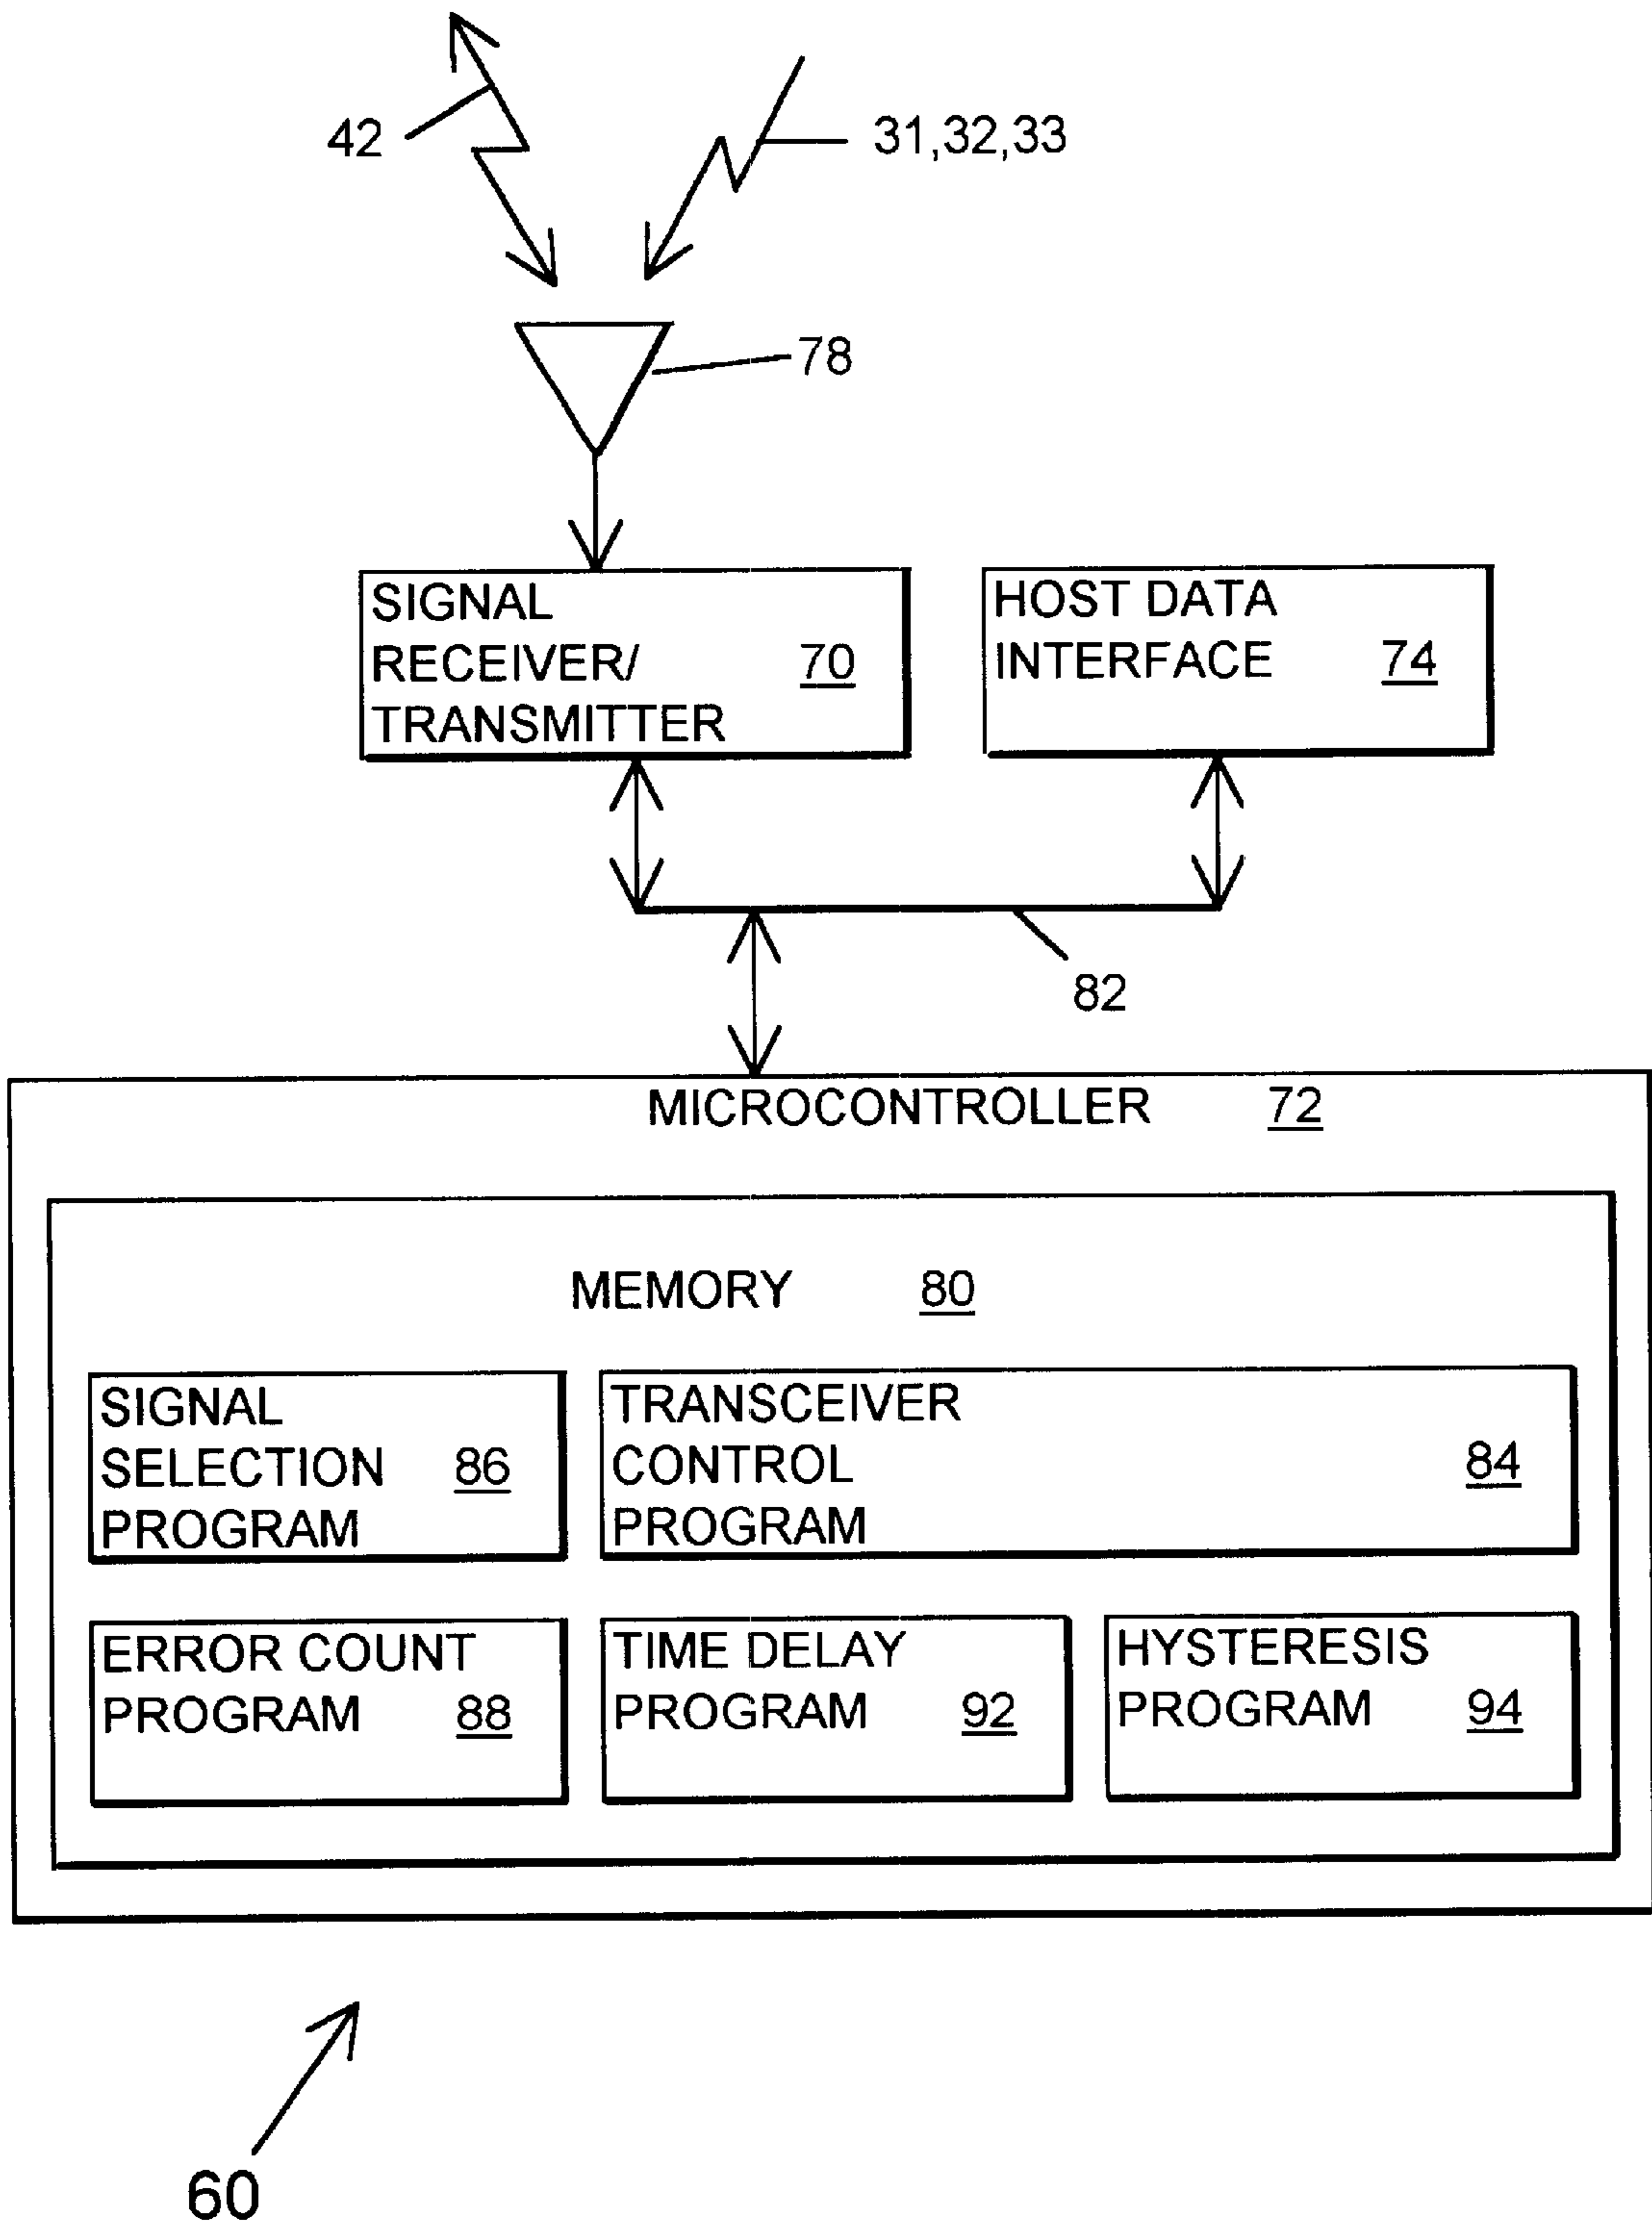 42
31,32,33
78
SIGNAL
RECEIVER/ 70
TRANSMITTER
HOST DATA
INTERFACE 74
82
MICROCONTROLLER 72
MEMORY 80
SIGNAL
SELECTION 86
PROGRAM
TRANSCEIVER
CONTROL 84
PROGRAM
ERROR COUNT
PROGRAM 88
TIME DELAY
PROGRAM 92
HYSTERESIS
PROGRAM 94
60